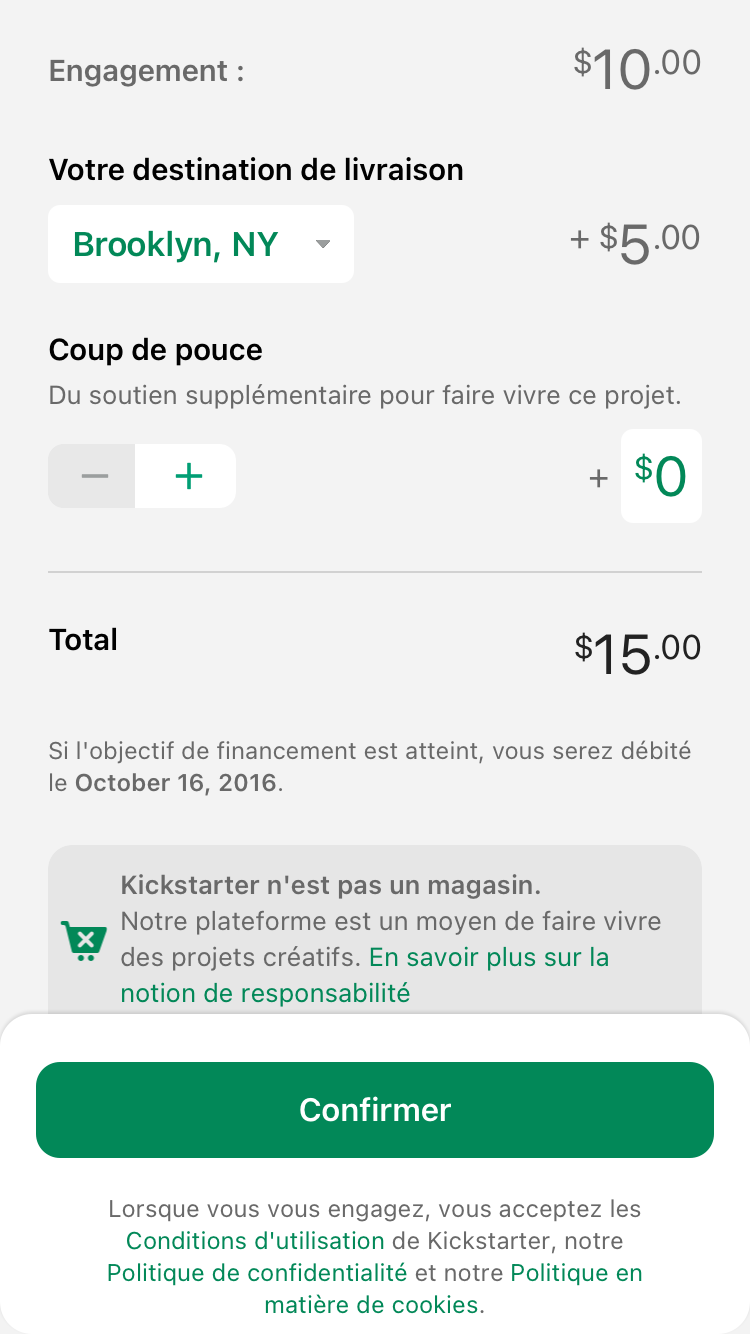 Engagement : $10.00
Votre destination de livraison
Brooklyn, NY + $5.00
Coup de pouce
Du soutien supplémentaire pour faire vivre ce projet.
− + + $0
Total $15.00
Si l'objectif de financement est atteint, vous serez débité
le October 16, 2016.
Kickstarter n'est pas un magasin.
Notre plateforme est un moyen de faire vivre
des projets créatifs. En savoir plus sur la
notion de responsabilité
Confirmer
Lorsque vous vous engagez, vous acceptez les
Conditions d'utilisation de Kickstarter, notre
Politique de confidentialité et notre Politique en
matière de cookies.